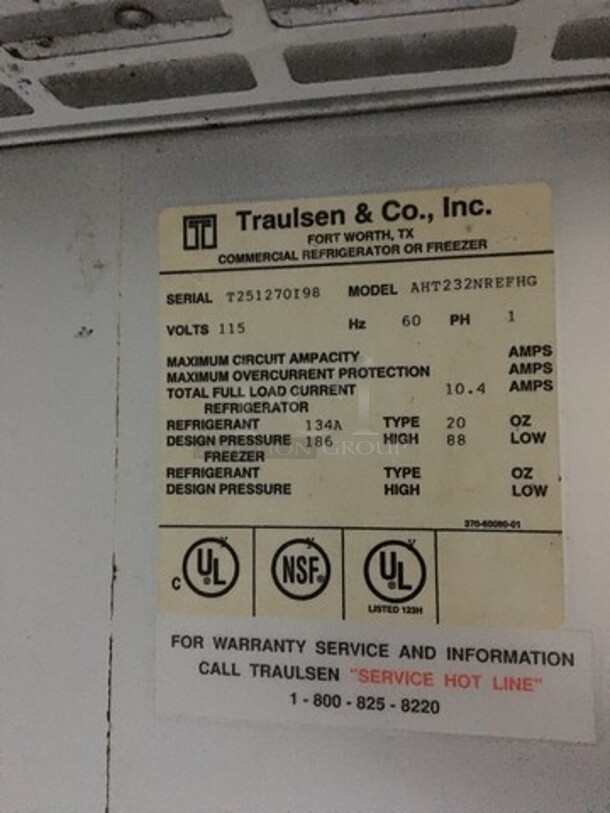 Traulsen & Co., Inc.
FORT WORTH, TX
COMMERCIAL REFRIGERATOR OR FREEZER
SERIAL T251270I98 MODEL AHT232NREFHG
VOLTS 115 Hz 60 PH 1
MAXIMUM CIRCUIT AMPACITY AMPS
MAXIMUM OVERCURRENT PROTECTION AMPS
TOTAL FULL LOAD CURRENT 10.4 AMPS
REFRIGERATOR
REFRIGERANT 134A TYPE 20 OZ
DESIGN PRESSURE 186 HIGH 88 LOW
FREEZER
REFRIGERANT TYPE OZ
DESIGN PRESSURE HIGH LOW
370-60080-01
C UL NSF UL
LISTED 123H
FOR WARRANTY SERVICE AND INFORMATION
CALL TRAULSEN "SERVICE HOT LINE"
1-800-825-8220